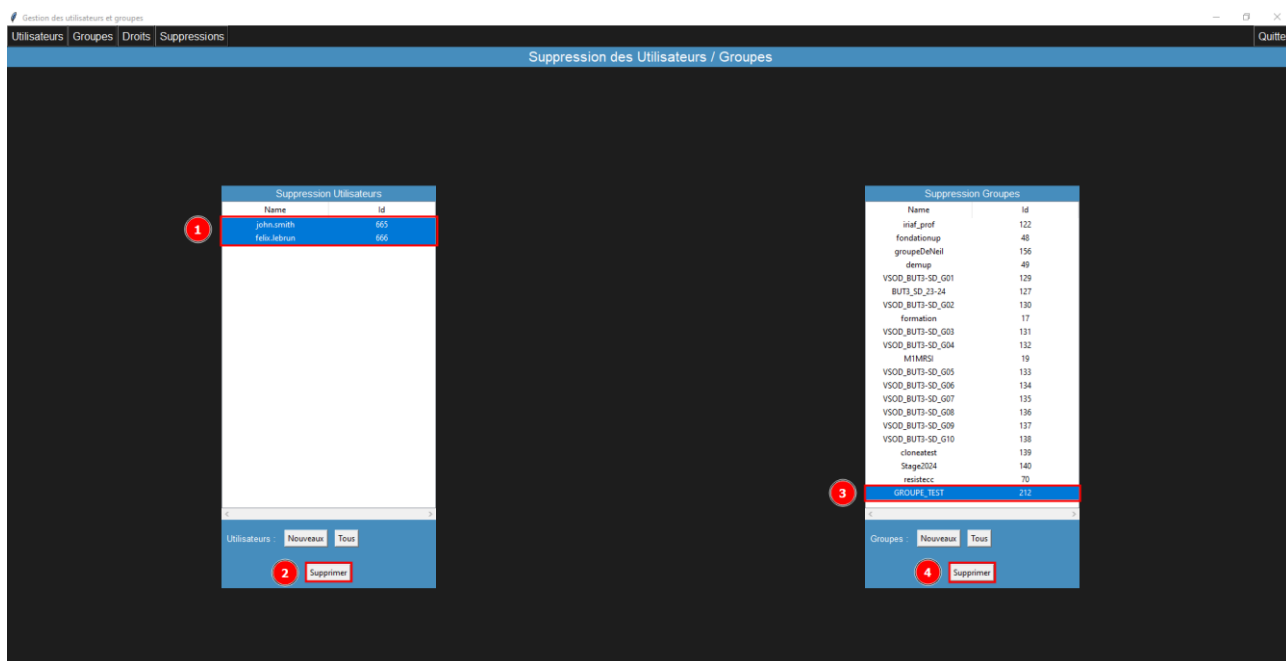 Gestion des utilisateurs et groupes
Utilisateurs Groupes Droits Suppressions Quitte
Suppression des Utilisateurs / Groupes
Suppression Utilisateurs
Name Id
1
john.smith 665
felix.lebrun 666
Utilisateurs : Nouveaux Tous
2 Supprimer
Suppression Groupes
Name Id
iriaf_prof 122
fondationup 48
groupeDeNeil 156
demup 49
VSOD_BUT3-SD_G01 129
BUT3_SD_23-24 127
VSOD_BUT3-SD_G02 130
formation 17
VSOD_BUT3-SD_G03 131
VSOD_BUT3-SD_G04 132
M1MRSI 19
VSOD_BUT3-SD_G05 133
VSOD_BUT3-SD_G06 134
VSOD_BUT3-SD_G07 135
VSOD_BUT3-SD_G08 136
VSOD_BUT3-SD_G09 137
VSOD_BUT3-SD_G10 138
cloneatest 139
Stage2024 140
resistecc 70
3 GROUPE_TEST 212
Groupes : Nouveaux Tous
4 Supprimer